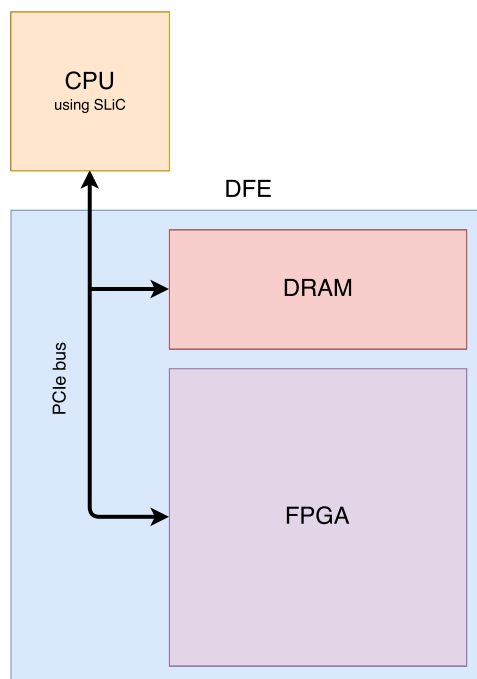 CPU
using SLiC
DFE
DRAM
PCIe bus
FPGA